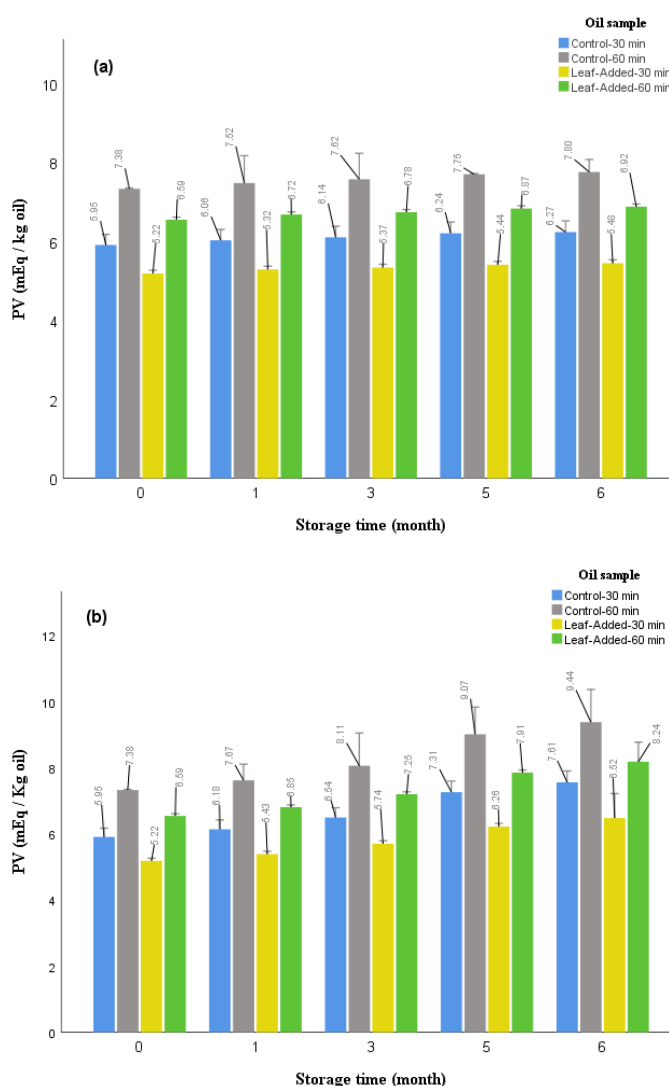 Oil sample
Control-30 min
Control-60 min
Leaf-Added-30 min
Leaf-Added-60 min
(a)
PV (mEq / kg oil)
10
8
6
4
2
0
5.95
7.38
5.22
6.59
6.06
7.52
5.32
6.72
6.14
7.62
5.37
6.78
6.24
7.75
5.44
6.87
6.27
7.80
5.48
6.92
0 1 3 5 6
Storage time (month)
Oil sample
Control-30 min
Control-60 min
Leaf-Added-30 min
Leaf-Added-60 min
(b)
PV (mEq / Kg oil)
12
10
8
6
4
2
0
5.95
7.38
5.22
6.59
6.18
7.67
5.43
6.85
6.54
8.11
5.74
7.25
7.31
9.07
6.26
7.91
7.61
9.44
6.52
8.24
0 1 3 5 6
Storage time (month)